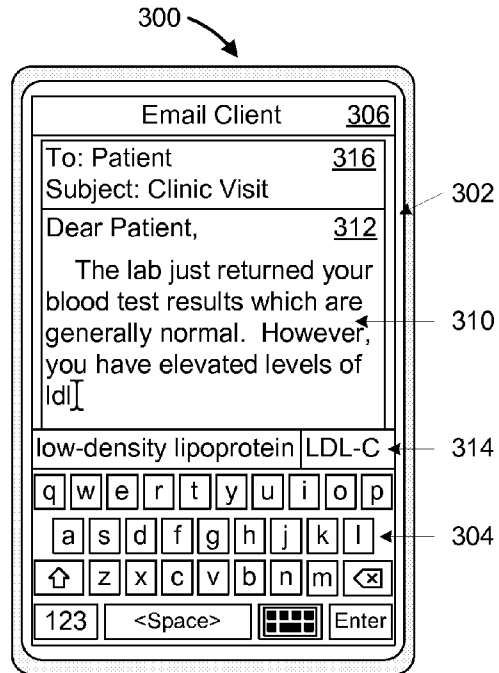 300
Email Client 306
To: Patient 316
Subject: Clinic Visit
302
Dear Patient, 312
The lab just returned your
blood test results which are
generally normal. However,
310
you have elevated levels of
ldl
low-density lipoprotein LDL-C
314
q w e r t y u i o p
a s d f g h j k l
304
z x c v b n m
123 <Space> Enter